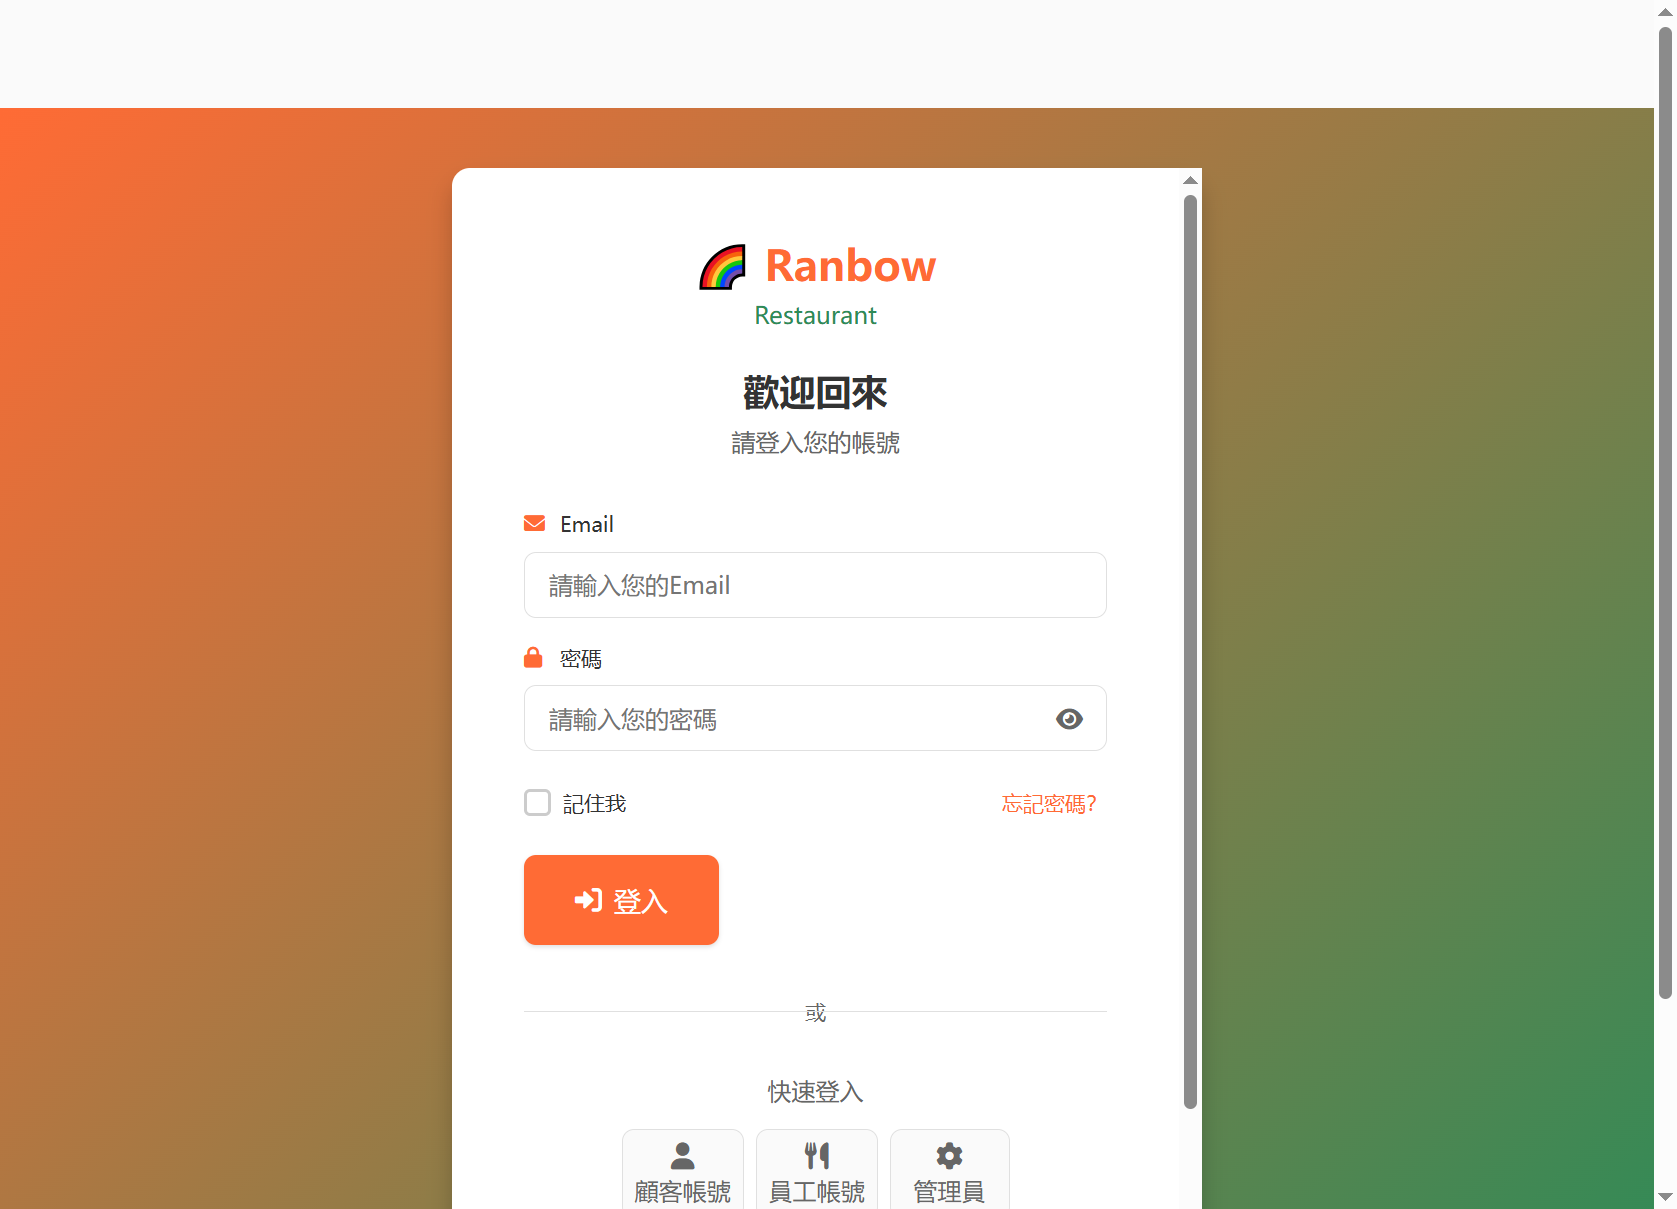 Ranbow
Restaurant
歡迎回來
請登入您的帳號
Email
請輸入您的Email
密碼
請輸入您的密碼
記住我
忘記密碼?
登入
或
快速登入
顧客帳號
員工帳號
管理員